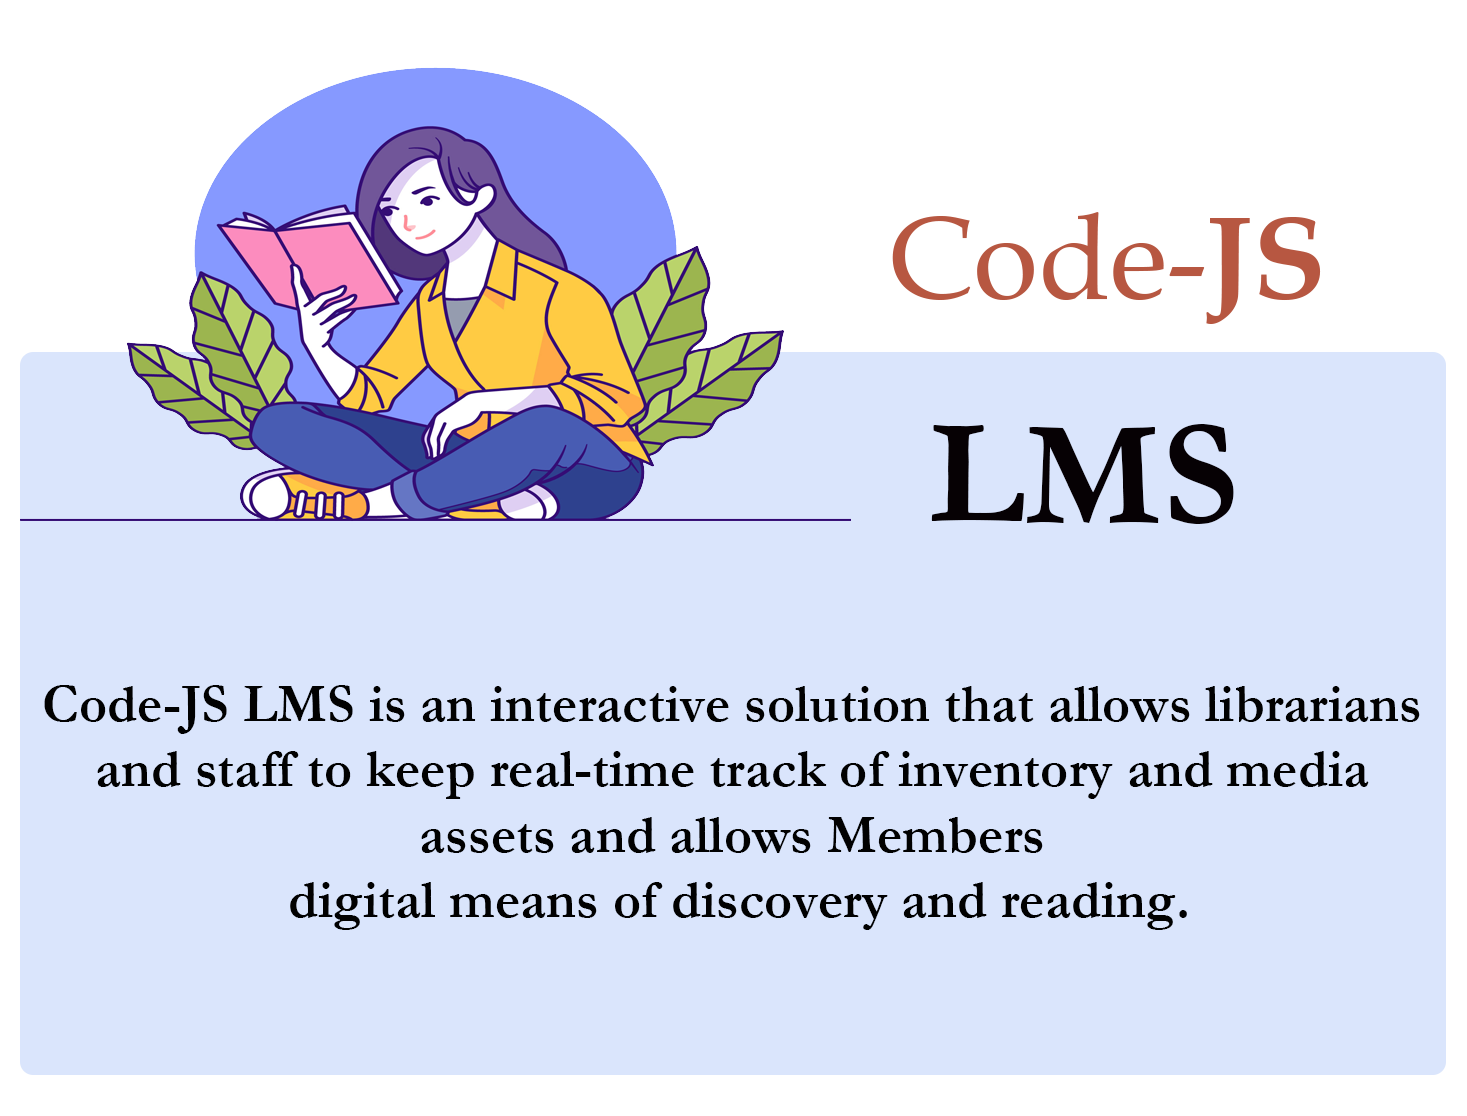 Code-JS
LMS
Code-JS LMS is an interactive solution that allows librarians
and staff to keep real-time track of inventory and media
assets and allows Members
digital means of discovery and reading.